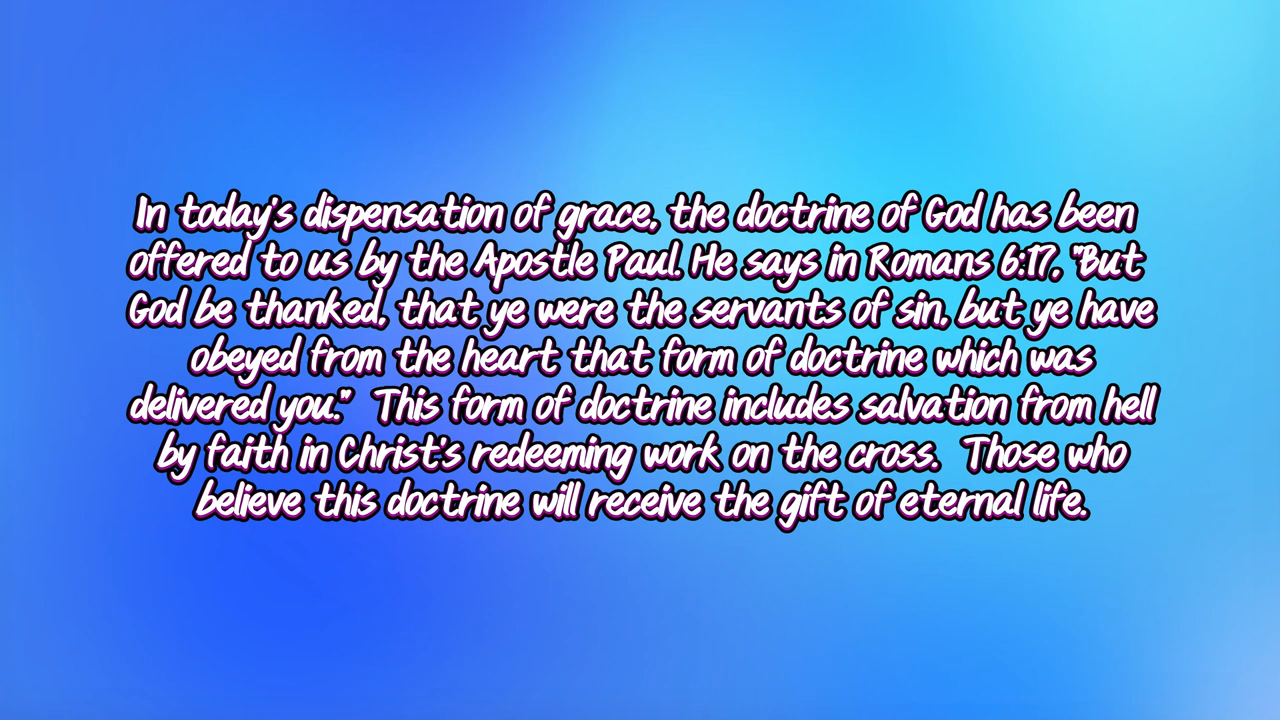 In today's dispensation of grace, the doctrine of God has been
offered to us by the Apostle Paul. He says in Romans 6:17, "But
God be thanked, that ye were the servants of sin, but ye have
obeyed from the heart that form of doctrine which was
delivered you."  This form of doctrine includes salvation from hell
by faith in Christ's redeeming work on the cross.  Those who
believe this doctrine will receive the gift of eternal life.